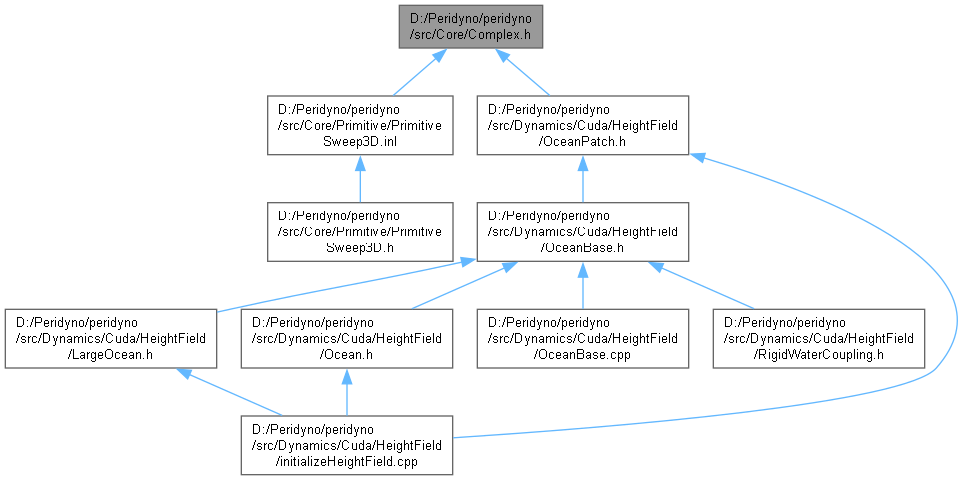 D:/Peridyno/peridyno
/src/Core/Complex.h
D:/Peridyno/peridyno
/src/Core/Primitive/Primitive
Sweep3D.inl
D:/Peridyno/peridyno
/src/Dynamics/Cuda/HeightField
/OceanPatch.h
D:/Peridyno/peridyno
/src/Core/Primitive/Primitive
Sweep3D.h
D:/Peridyno/peridyno
/src/Dynamics/Cuda/HeightField
/OceanBase.h
D:/Peridyno/peridyno
/src/Dynamics/Cuda/HeightField
/LargeOcean.h
D:/Peridyno/peridyno
/src/Dynamics/Cuda/HeightField
/Ocean.h
D:/Peridyno/peridyno
/src/Dynamics/Cuda/HeightField
/OceanBase.cpp
D:/Peridyno/peridyno
/src/Dynamics/Cuda/HeightField
/RigidWaterCoupling.h
D:/Peridyno/peridyno
/src/Dynamics/Cuda/HeightField
/initializeHeightField.cpp